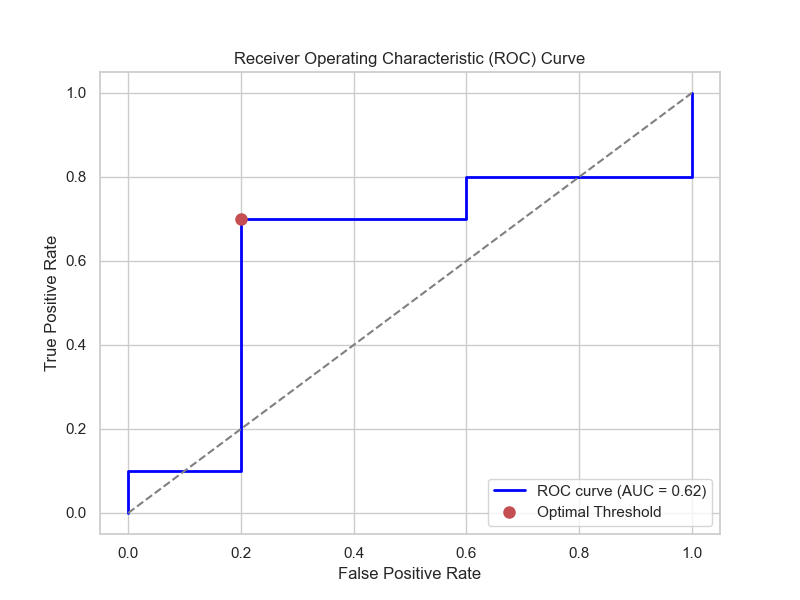 Receiver Operating Characteristic (ROC) Curve
True Positive Rate
1.0
0.8
0.6
0.4
0.2
0.0
ROC curve (AUC = 0.62)
Optimal Threshold
0.0 0.2 0.4 0.6 0.8 1.0
False Positive Rate